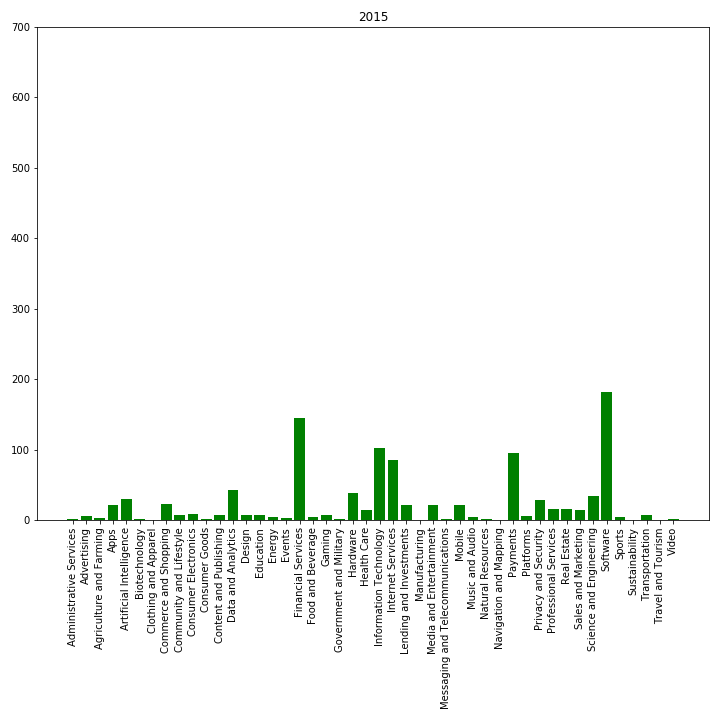 2015
700
600
500
400
300
200
100
0
Administrative Services
Advertising
Agriculture and Farming
Apps
Artificial Intelligence
Biotechnology
Clothing and Apparel
Commerce and Shopping
Community and Lifestyle
Consumer Electronics
Consumer Goods
Content and Publishing
Data and Analytics
Design
Education
Energy
Events
Financial Services
Food and Beverage
Gaming
Government and Military
Hardware
Health Care
Information Technology
Internet Services
Lending and Investments
Manufacturing
Media and Entertainment
Messaging and Telecommunications
Mobile
Music and Audio
Natural Resources
Navigation and Mapping
Payments
Platforms
Privacy and Security
Professional Services
Real Estate
Sales and Marketing
Science and Engineering
Software
Sports
Sustainability
Transportation
Travel and Tourism
Video